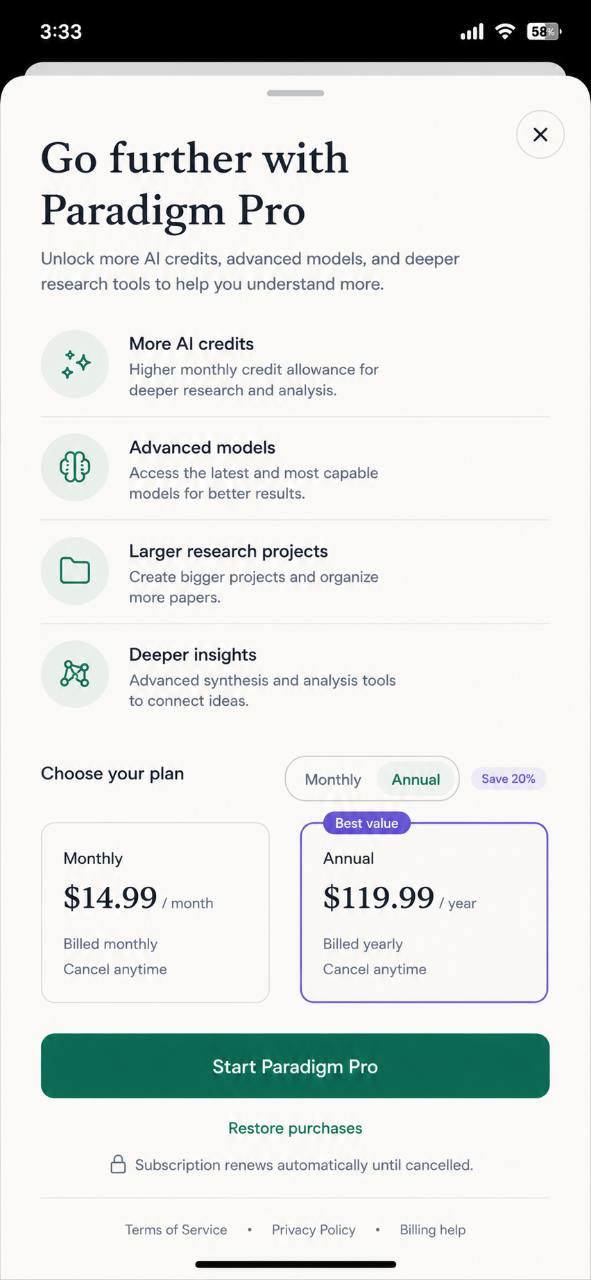 3:33
58%
Go further with
Paradigm Pro
Unlock more AI credits, advanced models, and deeper
research tools to help you understand more.
More AI credits
Higher monthly credit allowance for
deeper research and analysis.
Advanced models
Access the latest and most capable
models for better results.
Larger research projects
Create bigger projects and organize
more papers.
Deeper insights
Advanced synthesis and analysis tools
to connect ideas.
Choose your plan
Monthly Annual Save 20%
Best value
Monthly
$14.99 / month
Billed monthly
Cancel anytime
Annual
$119.99 / year
Billed yearly
Cancel anytime
Start Paradigm Pro
Restore purchases
Subscription renews automatically until cancelled.
Terms of Service • Privacy Policy • Billing help